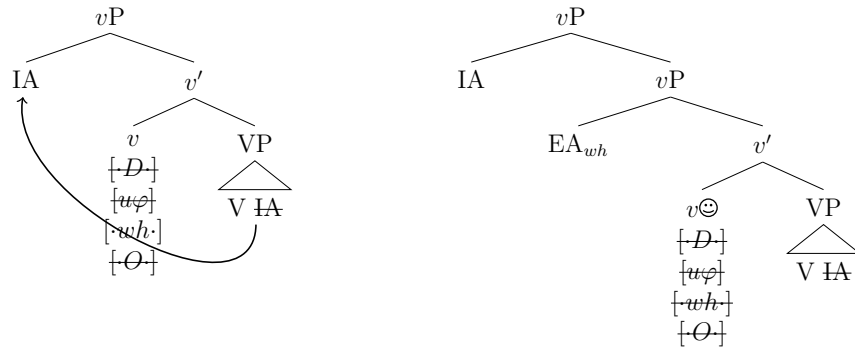 vP
IA v′
v VP
[·D·]
[uφ] V IA
[·wh·]
[·O·]
vP
IA vP
EA_wh v′
v☺ VP
[·D·]
[uφ] V IA
[·wh·]
[·O·]